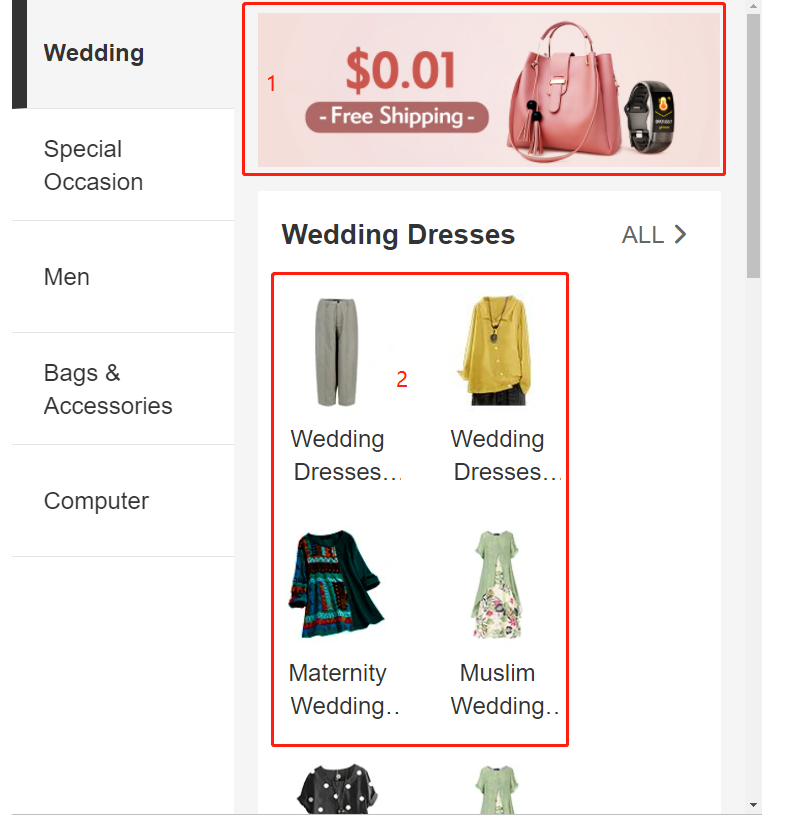 Wedding
Special
Occasion
Men
Bags &
Accessories
Computer
1
$0.01
- Free Shipping -
Wedding Dresses
ALL
2
Wedding
Dresses…
Wedding
Dresses…
Maternity
Wedding..
Muslim
Wedding..